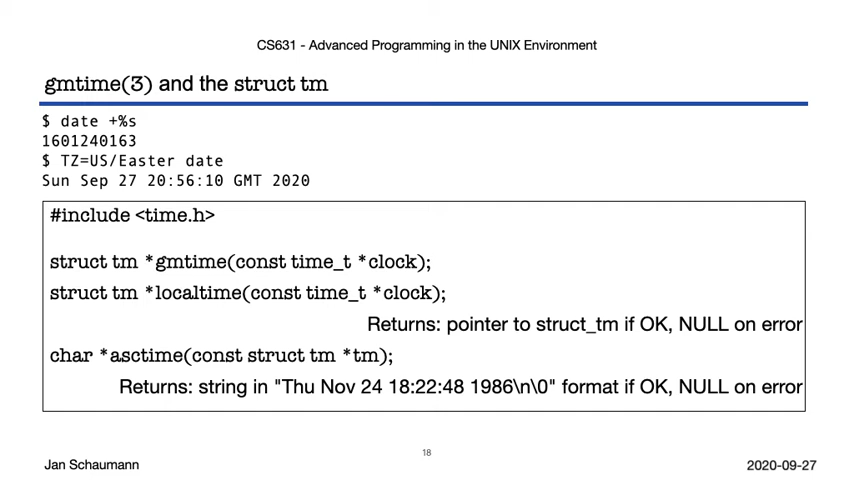 CS631 - Advanced Programming in the UNIX Environment
gmtime(3) and the struct tm
$ date +%s
1601240163
$ TZ=US/Easter date
Sun Sep 27 20:56:10 GMT 2020
#include <time.h>
struct tm *gmtime(const time_t *clock);
struct tm *localtime(const time_t *clock);
Returns: pointer to struct_tm if OK, NULL on error
char *asctime(const struct tm *tm);
Returns: string in "Thu Nov 24 18:22:48 1986\n\0" format if OK, NULL on error
18
Jan Schaumann
2020-09-27